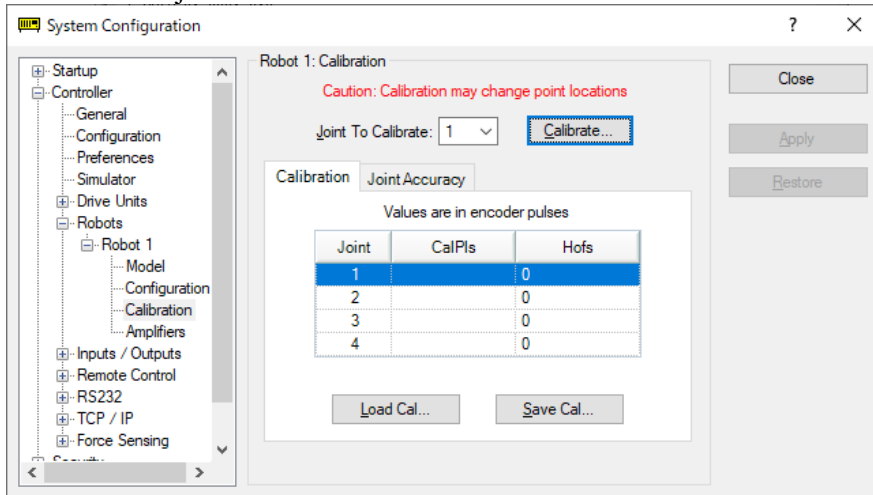 System Configuration
?
Startup
Controller
General
Configuration
Preferences
Simulator
Drive Units
Robots
Robot 1
Model
Configuration
Calibration
Amplifiers
Inputs / Outputs
Remote Control
RS232
TCP / IP
Force Sensing
Robot 1: Calibration
Caution: Calibration may change point locations
Joint To Calibrate: 1 Calibrate...
Calibration Joint Accuracy
Values are in encoder pulses
Joint CalPls Hofs
1 0
2 0
3 0
4 0
Load Cal... Save Cal...
Close
Apply
Restore